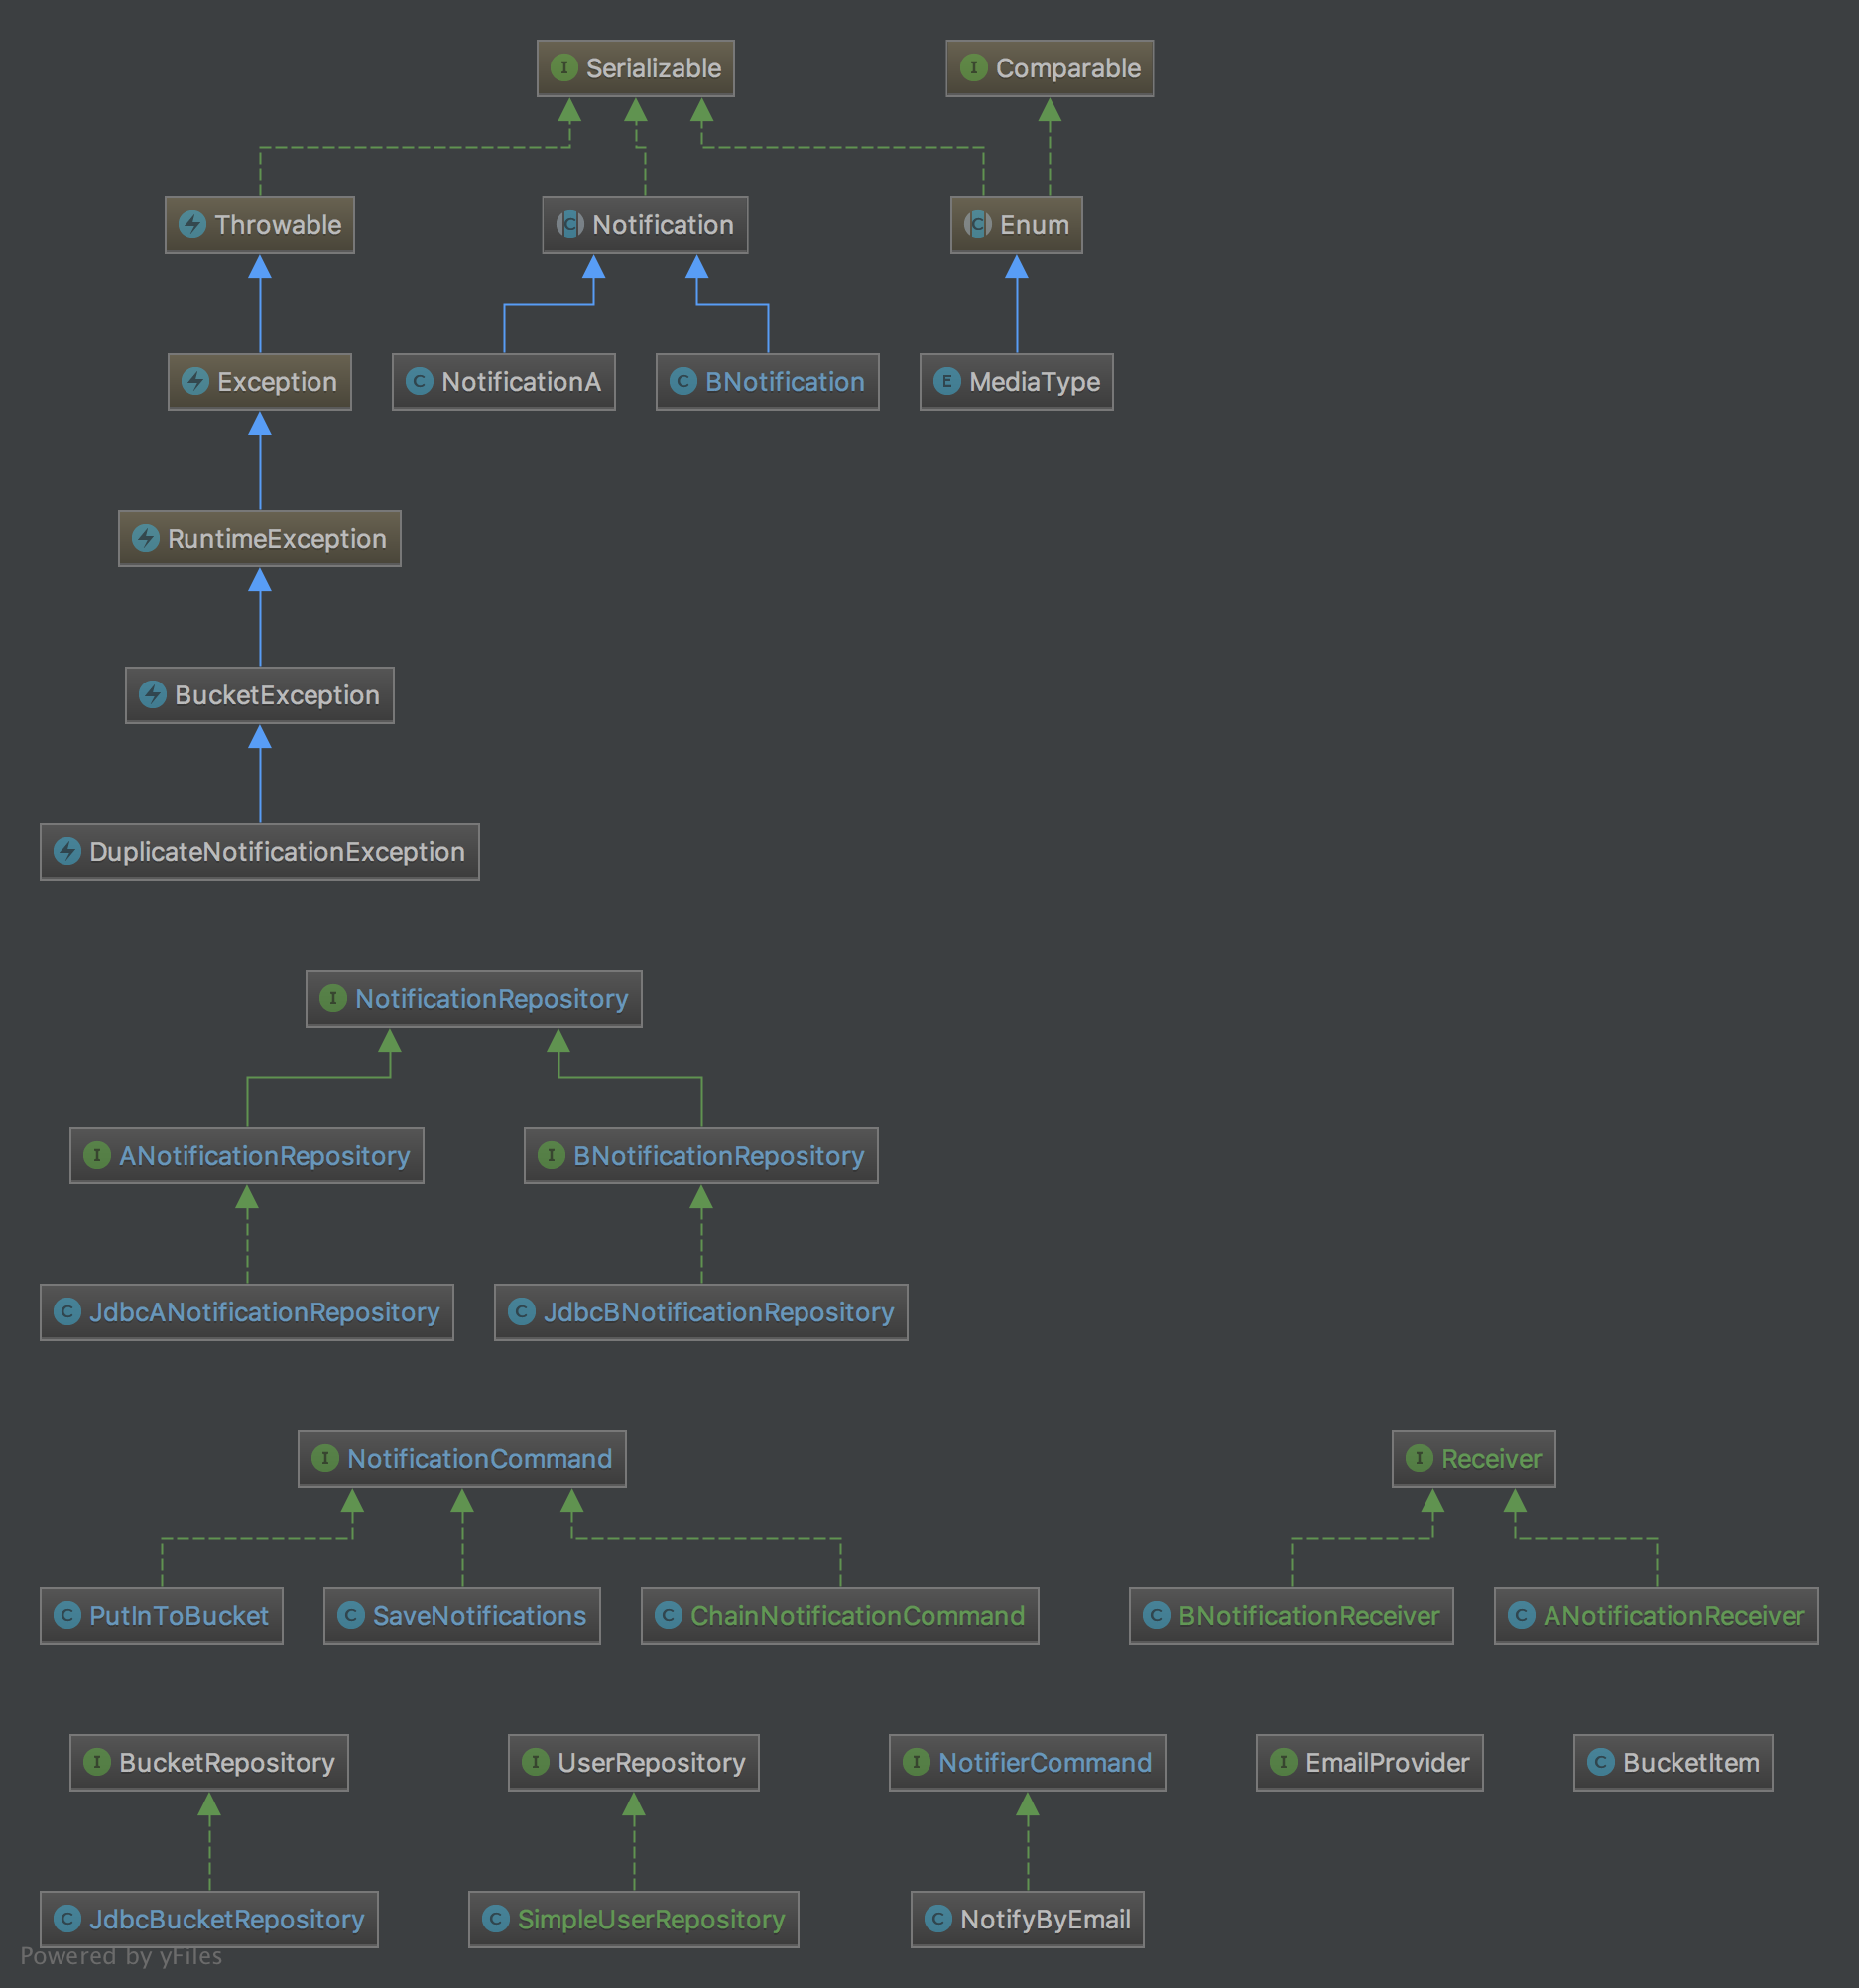 I Serializable
I Comparable
Throwable
C Notification
C Enum
Exception
C NotificationA
C BNotification
E MediaType
RuntimeException
BucketException
DuplicateNotificationException
I NotificationRepository
I ANotificationRepository
I BNotificationRepository
C JdbcANotificationRepository
C JdbcBNotificationRepository
I NotificationCommand
I Receiver
C PutInToBucket
C SaveNotifications
C ChainNotificationCommand
C BNotificationReceiver
C ANotificationReceiver
I BucketRepository
I UserRepository
I NotifierCommand
I EmailProvider
C BucketItem
C JdbcBucketRepository
C SimpleUserRepository
C NotifyByEmail
Powered by yFiles